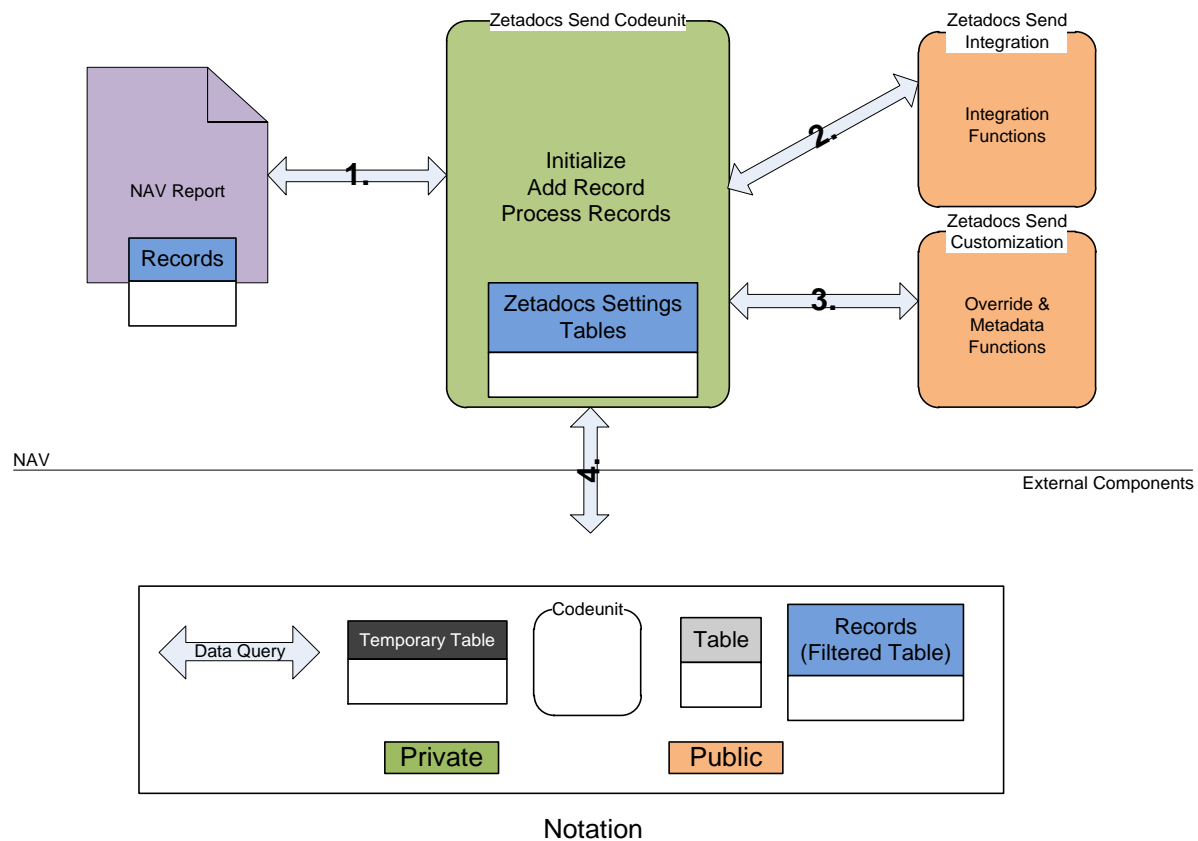 Zetadocs Send Codeunit
Zetadocs Send
Integration
NAV Report
Records
1.
Initialize
Add Record
Process Records
Zetadocs Settings
Tables
2.
Integration
Functions
Zetadocs Send
Customization
3.
Override &
Metadata
Functions
4.
NAV
External Components
Data Query
Temporary Table
Codeunit
Table
Records
(Filtered Table)
Private
Public
Notation